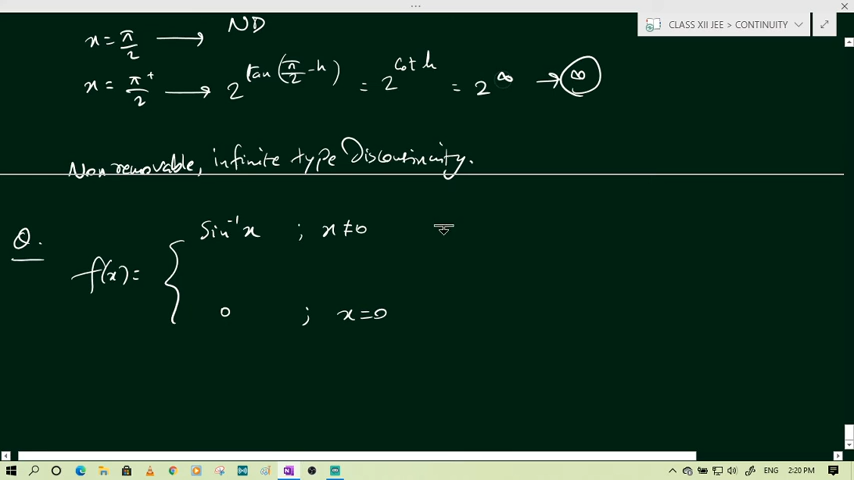 CLASS XII JEE > CONTINUITY
x = π/2 → ND
x = π⁺/2 → 2^tan(π/2 - h) = 2^cot h = 2^∞ → ∞
Non removable, infinite type Discontinuity.
Q.
sin⁻¹x ; x ≠ 0
f(x) = {
0 ; x = 0
ENG 2:20 PM